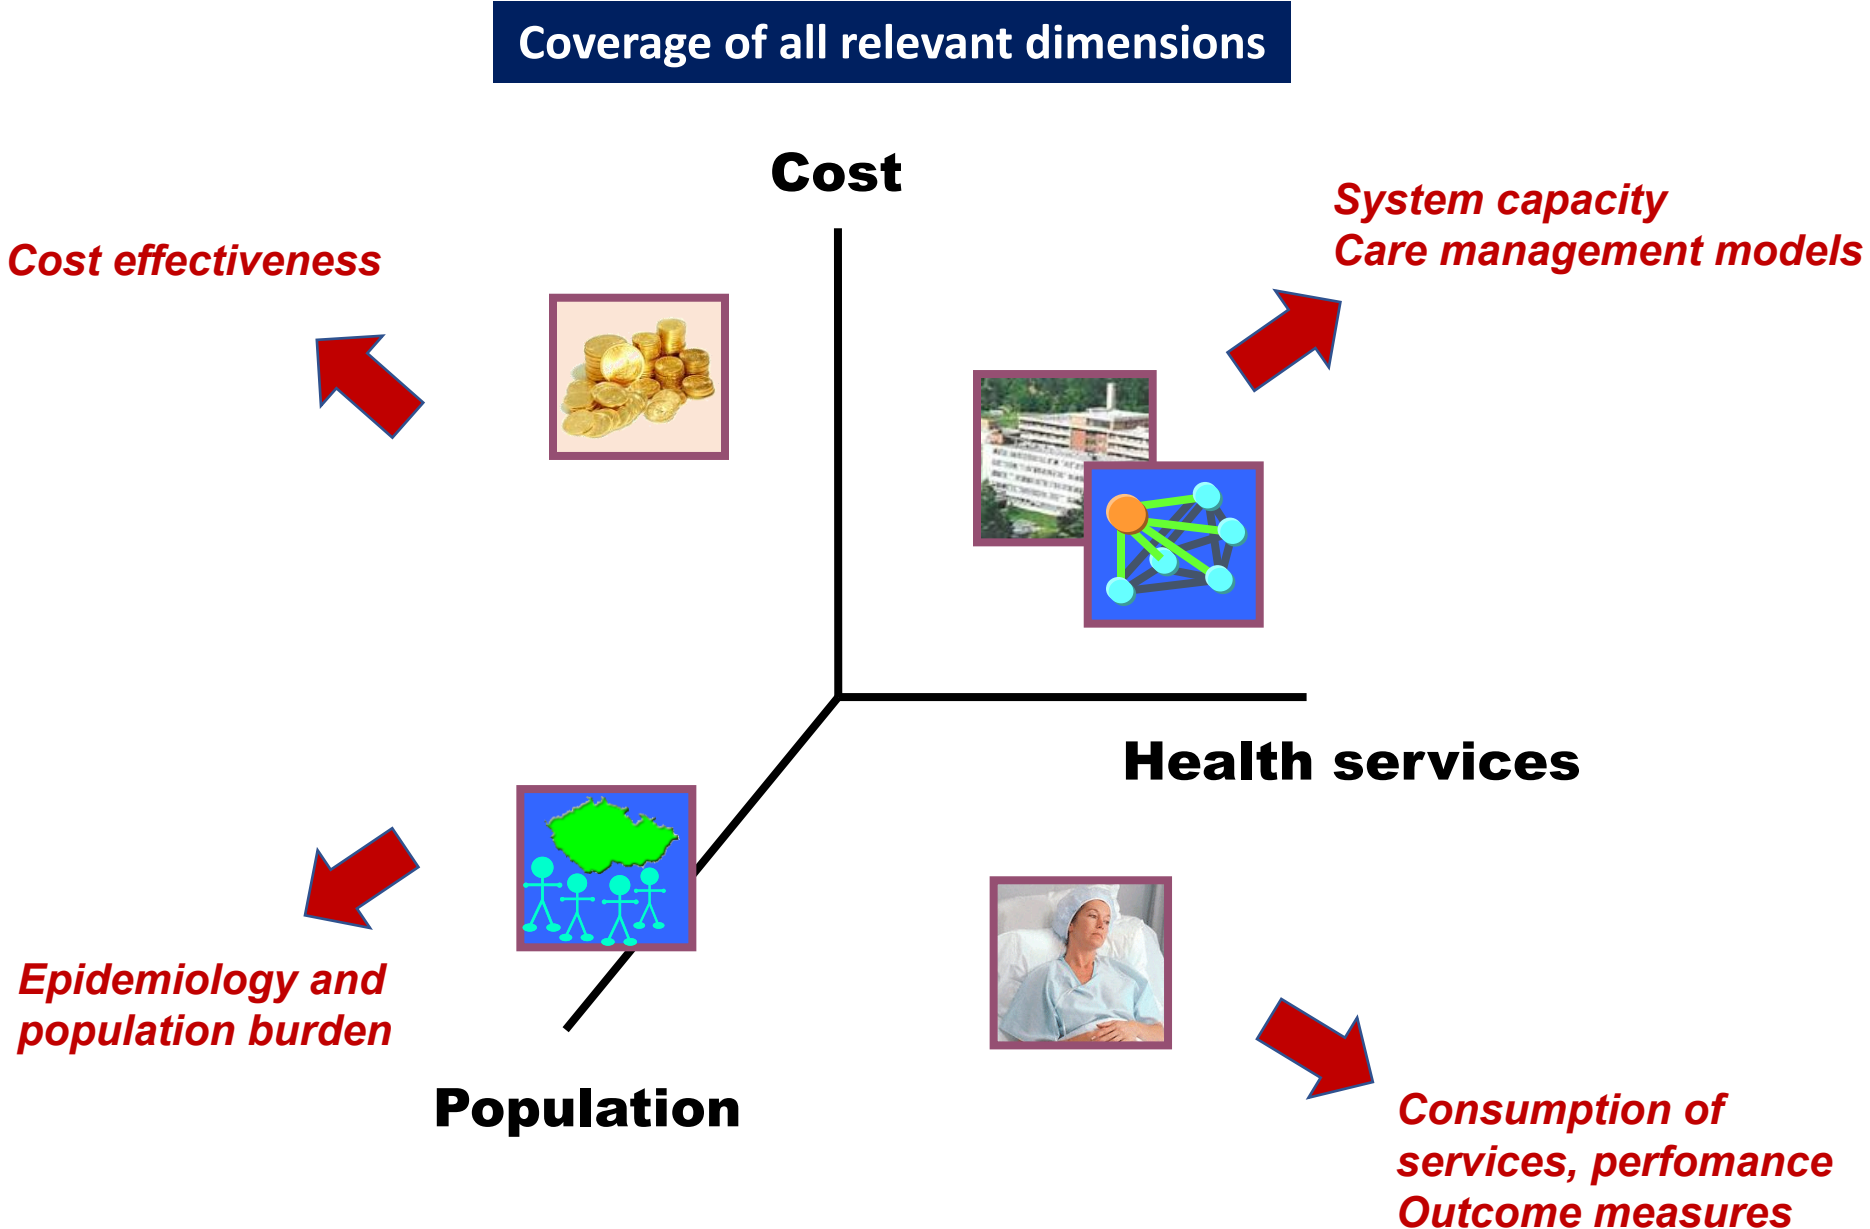 Coverage of all relevant dimensions
Cost
System capacity
Care management models
Cost effectiveness
Health services
Epidemiology and
population burden
Population
Consumption of
services, perfomance
Outcome measures